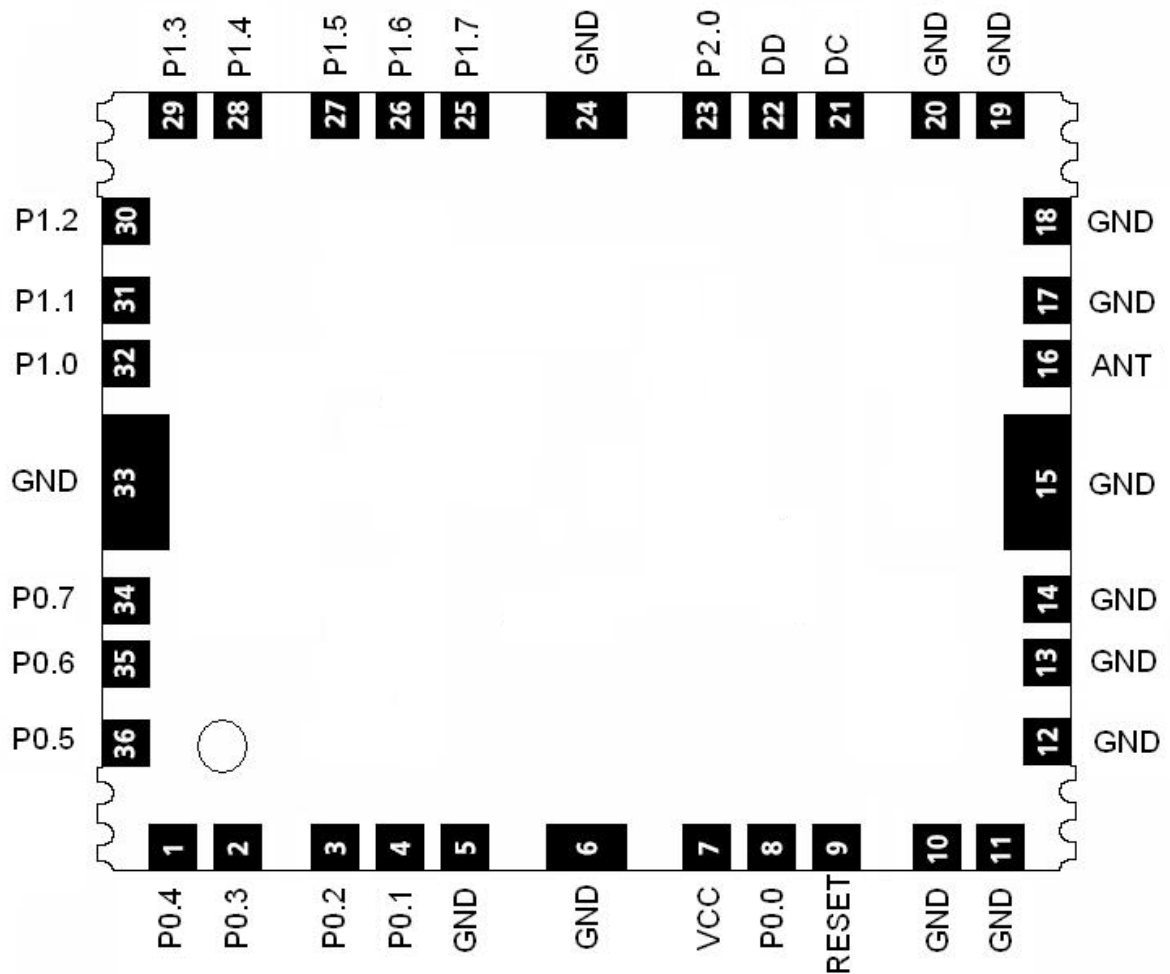 P1.3
P1.4
P1.5
P1.6
P1.7
GND
P2.0
DD
DC
GND
GND
29
28
27
26
25
24
23
22
21
20
19
P1.2
30
18
GND
P1.1
31
17
GND
P1.0
32
16
ANT
GND
33
15
GND
P0.7
34
14
GND
P0.6
35
13
GND
P0.5
36
12
GND
1
2
3
4
5
6
7
8
9
10
11
P0.4
P0.3
P0.2
P0.1
GND
GND
VCC
P0.0
RESET
GND
GND